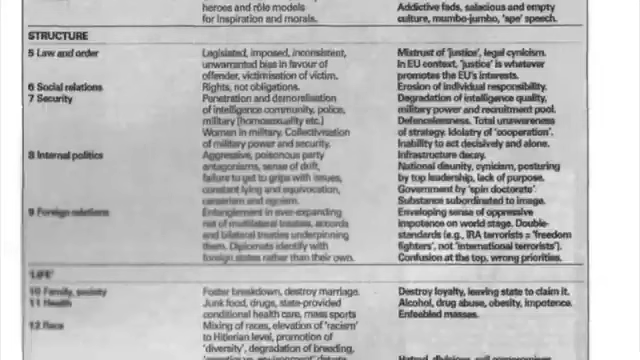 heroes and rôle models
for inspiration and morals.
Addictive fads, salacious and empty
culture, mumbo-jumbo, 'ape' speech.
STRUCTURE
5 Law and order
Legislated, imposed, inconsistent,
unwarranted bias in favour of
offender, victimisation of victim.
Mistrust of 'justice', legal cynicism.
In EU context, 'justice' is whatever
promotes the EU's interests.
6 Social relations
Rights, not obligations.
Erosion of individual responsibility.
7 Security
Penetration and demoralisation
of intelligence community, police,
military [homosexuality etc.]
Women in military. Collectivisation
of military power and security.
Degradation of intelligence quality,
military power and recruitment pool.
Defencelessness. Total unawareness
of strategy. Idolatry of 'cooperation'.
Inability to act decisively and alone.
8 Internal politics
Aggressive, poisonous party
antagonisms, sense of drift,
failure to get to grips with issues,
constant lying and equivocation,
and egoism.
Infrastructure decay.
National disunity, cynicism, posturing
by top leadership, lack of purpose.
Government by 'spin doctorate'.
Substance subordinated to image.
9 Foreign relations
Entanglement in ever-expanding
net of multilateral treaties, accords
and bilateral treaties underpinning
them. Diplomats identify with
foreign states rather than their own.
Enveloping sense of oppressive
impotence on world stage. Double-
standards (e.g., IRA terrorists = 'freedom
fighters', not 'international terrorists').
Confusion at the top, wrong priorities.
'LIFE'
10 Family, society
Foster breakdown, destroy marriage.
Destroy loyalty, leaving state to claim it.
11 Health
Junk food, drugs, state-provided
conditional health care, mass sports
Alcohol, drug abuse, obesity, impotence.
Enfeebled masses.
12 Race
Mixing of races, elevation of 'racism'
to Hitlerian level, promotion of
'diversity', degradation of breeding,
Hatred, divisions,